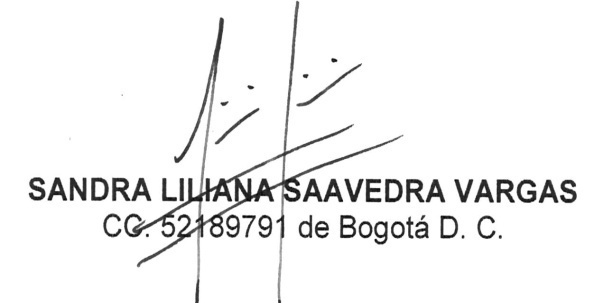 SANDRA LILIANA SAAVEDRA VARGAS
CC. 52189791 de Bogotá D. C.